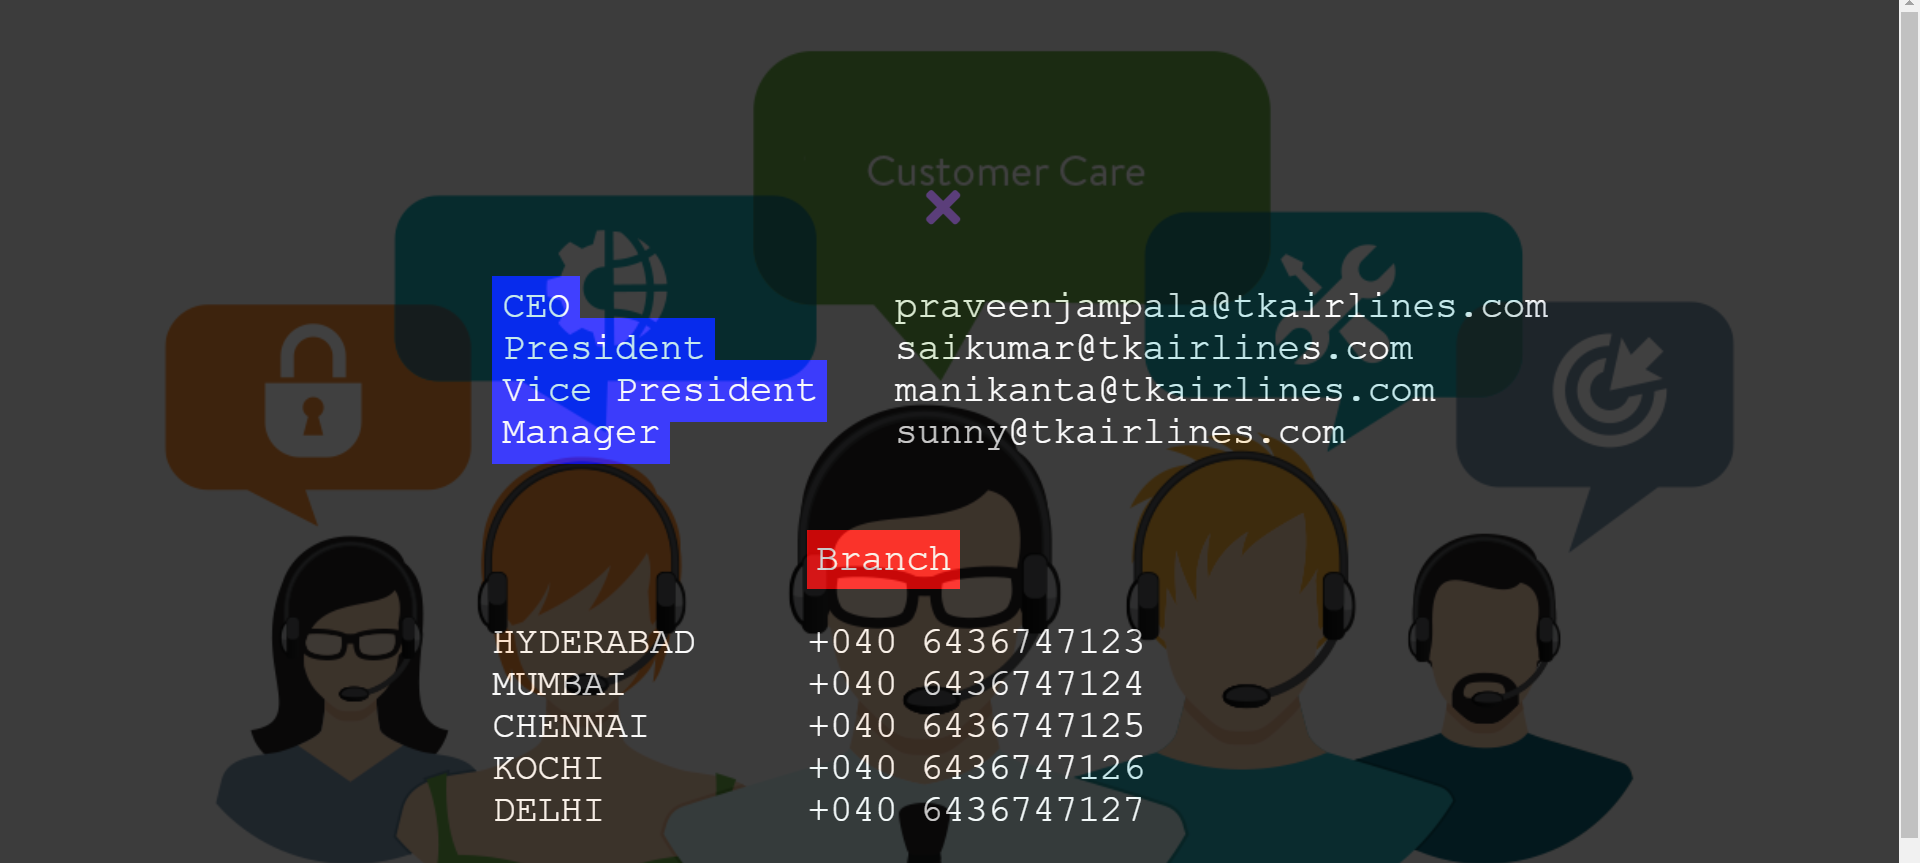 Customer Care
CEO praveenjampala@tkairlines.com
President saikumar@tkairlines.com
Vice President manikanta@tkairlines.com
Manager sunny@tkairlines.com
Branch
HYDERABAD +040 6436747123
MUMBAI +040 6436747124
CHENNAI +040 6436747125
KOCHI +040 6436747126
DELHI +040 6436747127